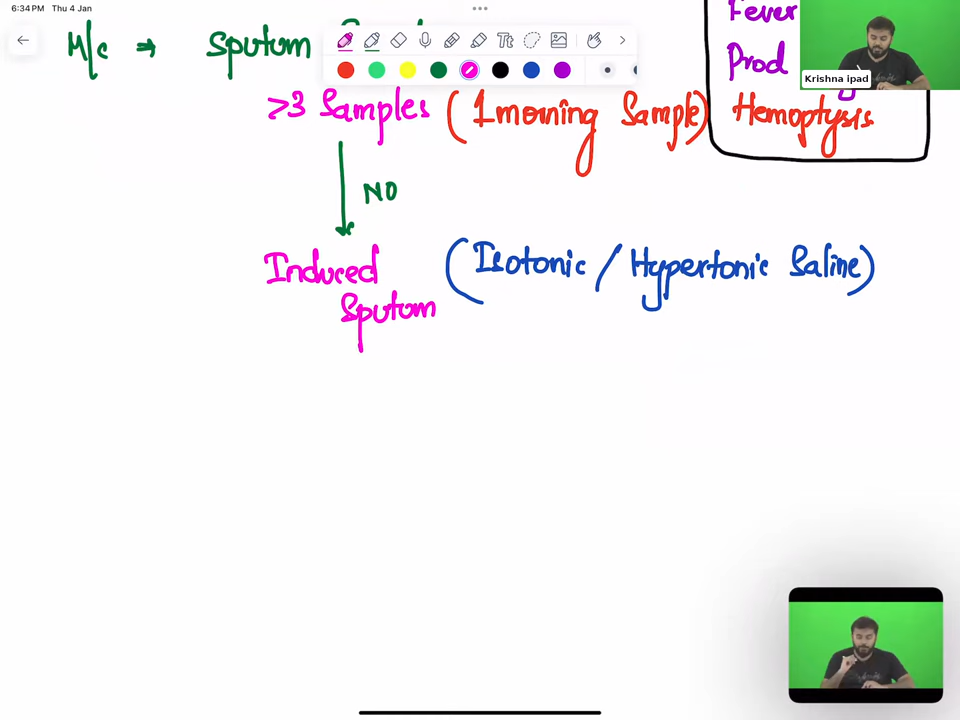 6:34 PM Thu 4 Jan
Fever
M/c ⇒ Sputum
Prod
Krishna ipad
>3 Samples (1 morning Sample) Hemoptysis
NO
Induced (Isotonic / Hypertonic Saline)
Sputum
Tt